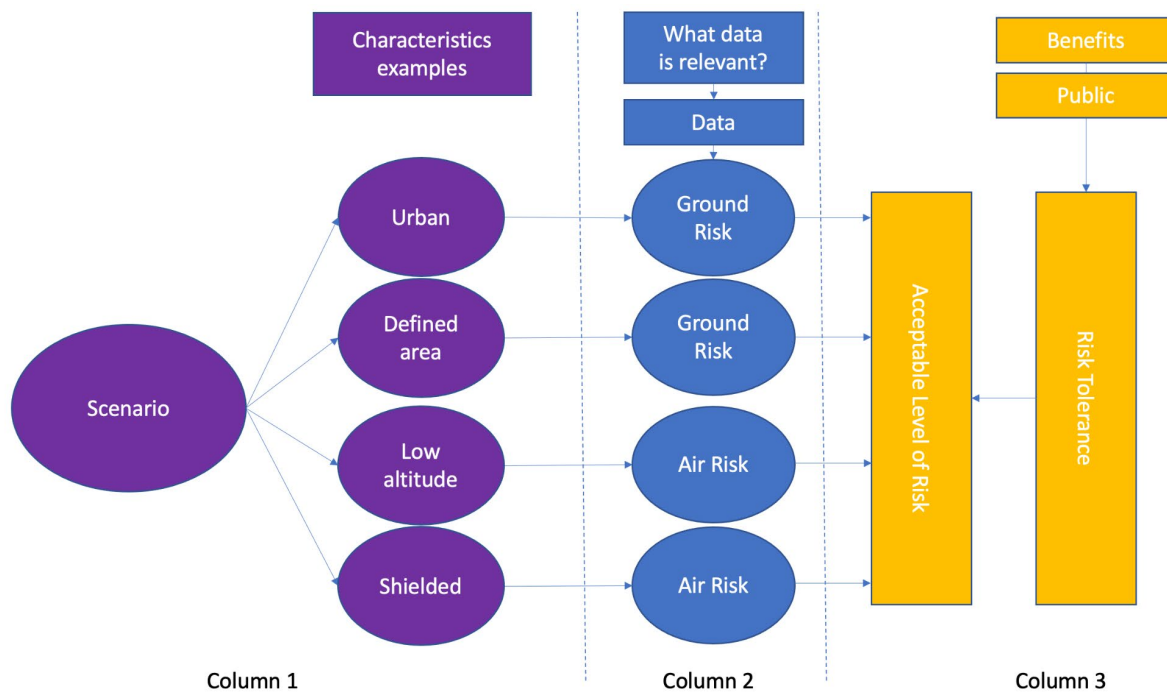 Characteristics
examples
What data
is relevant?
Data
Benefits
Public
Scenario
Urban
Defined
area
Low
altitude
Shielded
Ground
Risk
Ground
Risk
Air Risk
Air Risk
Acceptable Level of Risk
Risk Tolerance
Column 1
Column 2
Column 3